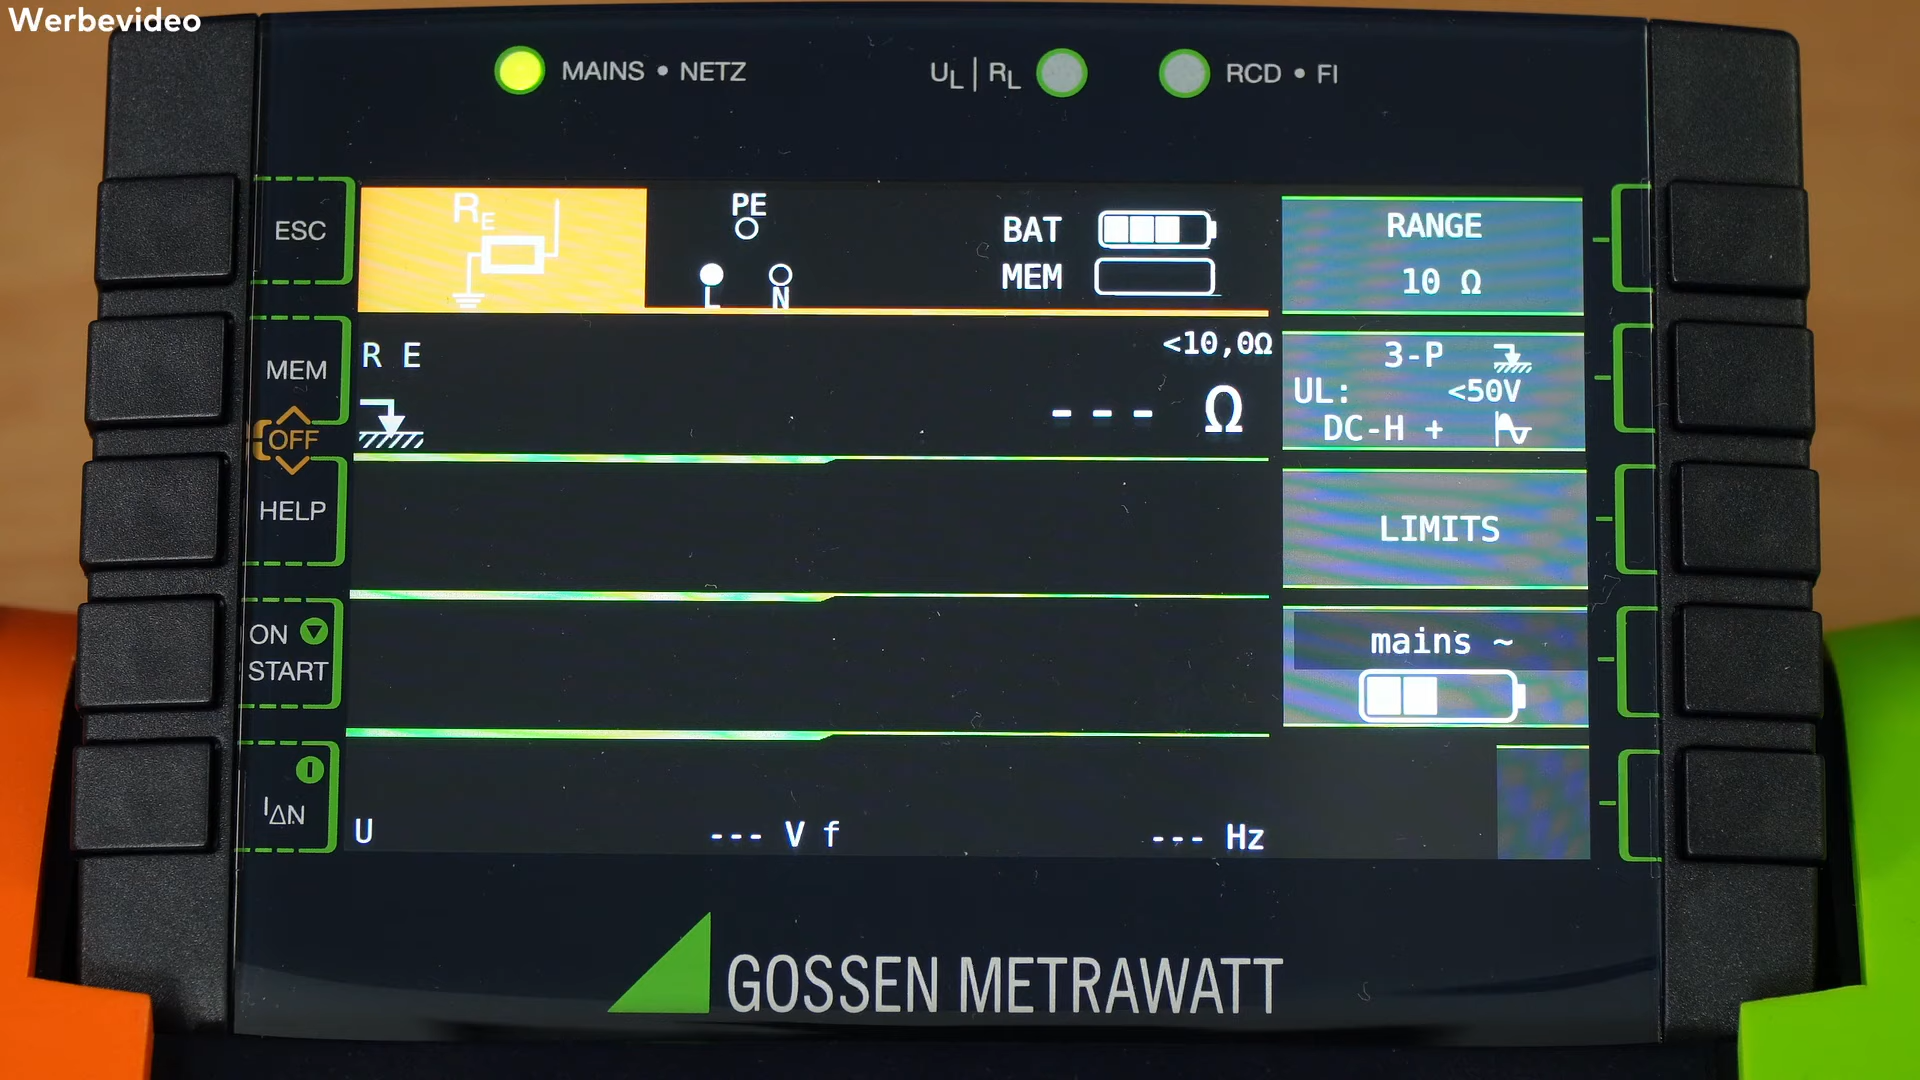 Werbevideo
MAINS • NETZ
UL | RL
RCD • FI
ESC
MEM
OFF
HELP
ON
START
IΔN
RE
PE
L
N
BAT
MEM
RANGE
10 Ω
R E
<10,0Ω
--- Ω
3-P
UL: <50V
DC-H +
LIMITS
mains ~
U --- V f --- Hz
GOSSEN METRAWATT